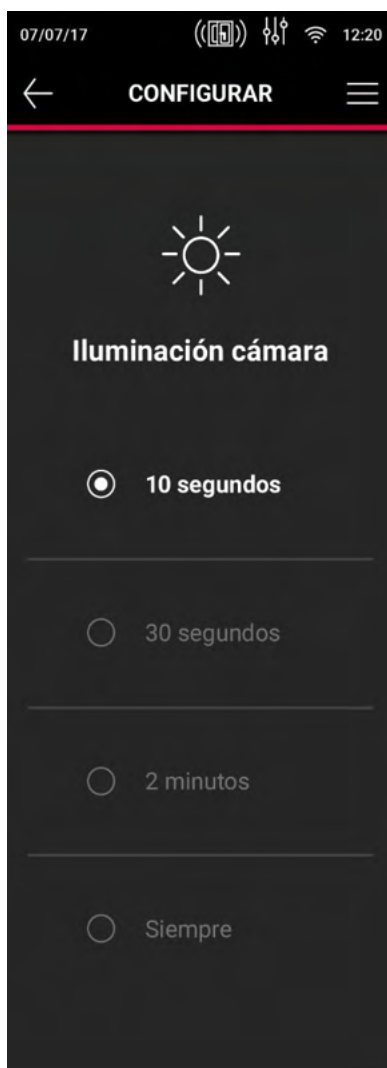 07/07/17 12:20
CONFIGURAR
Iluminación cámara
10 segundos
30 segundos
2 minutos
Siempre